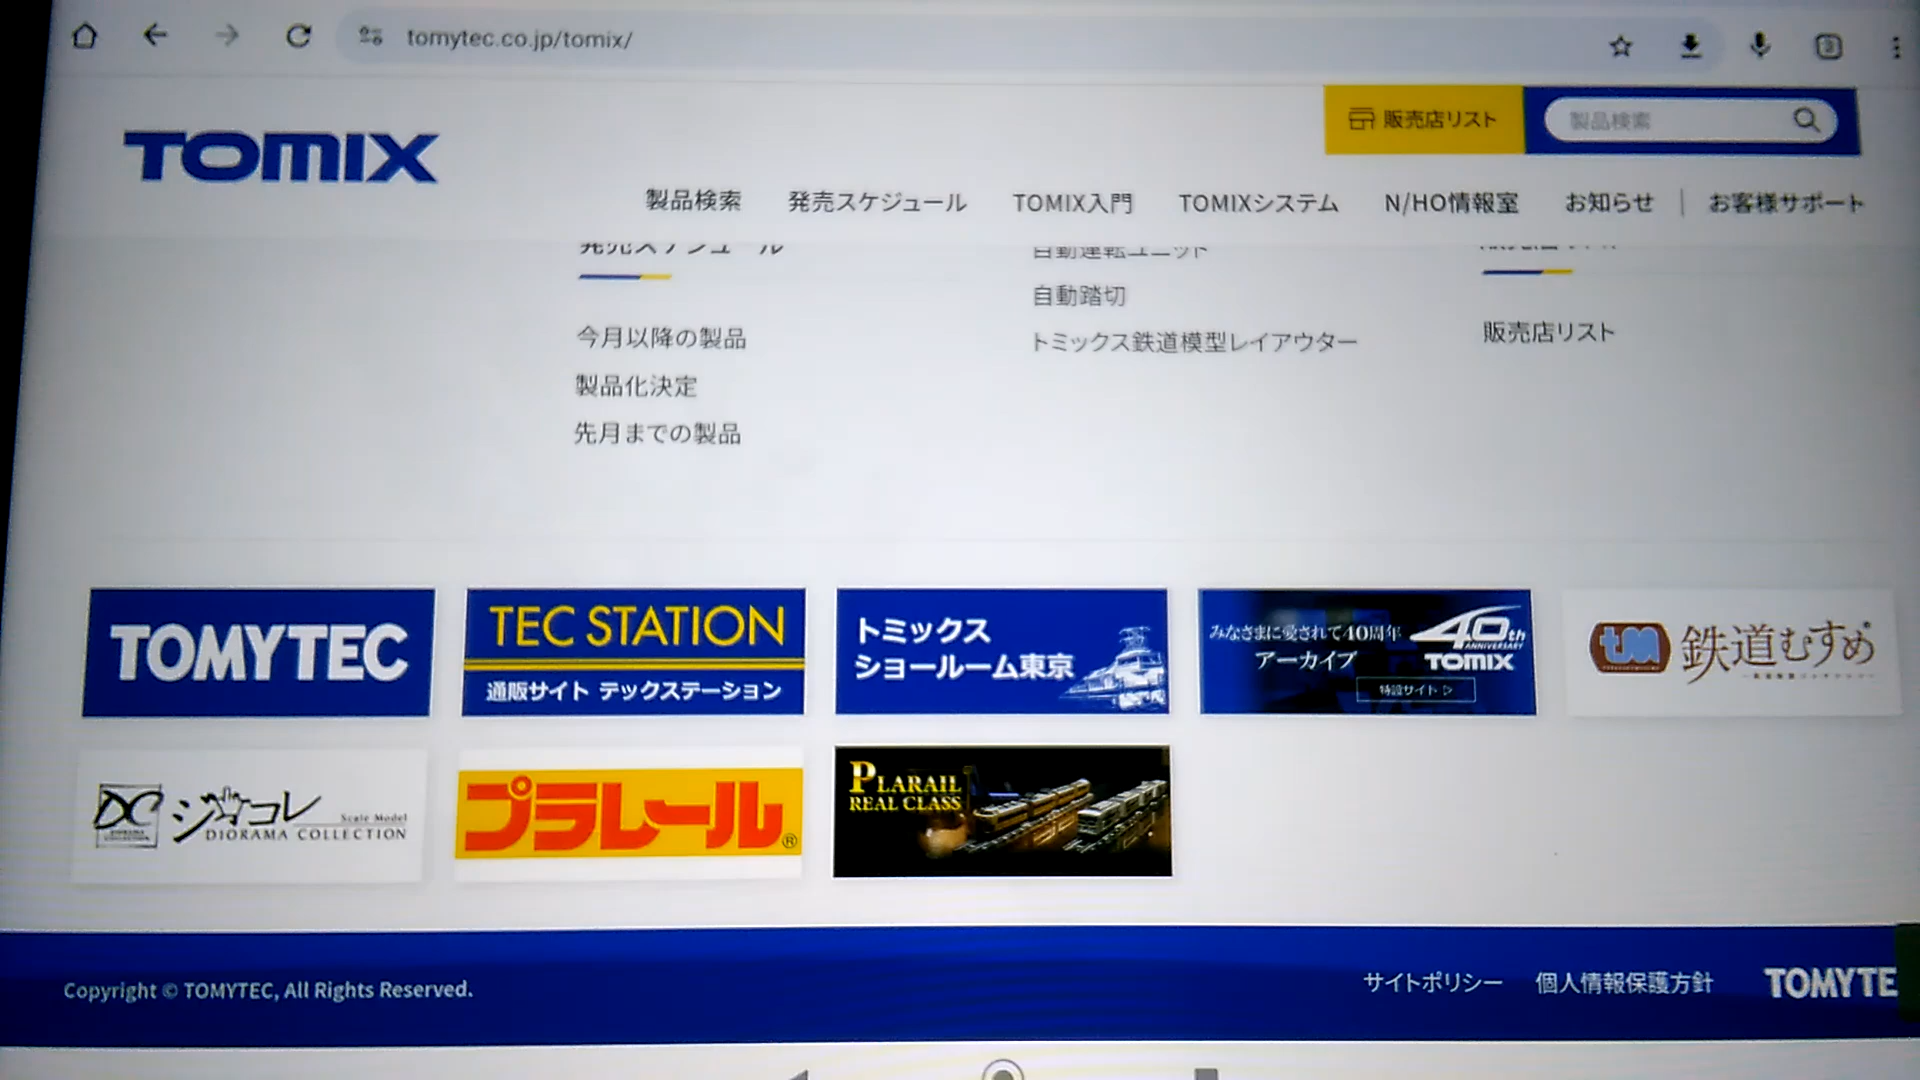 tomytec.co.jp/tomix/
3
販売店リスト
製品検索
TOMIX
製品検索 発売スケジュール TOMIX入門 TOMIXシステム N/HO情報室 お知らせ お客様サポート
発売スケジュール
自動運転ユニット
自動踏切
トミックス鉄道模型レイアウター
今月以降の製品
製品化決定
先月までの製品
販売店リスト
TOMYTEC
TEC STATION
通販サイト テックステーション
トミックス
ショールーム東京
みなさまに愛されて40周年
アーカイブ
40th
ANNIVERSARY
TOMIX
特設サイト ▷
tm
鉄道むすめ
DC
ジオコレ
Scale Model
DIORAMA COLLECTION
プラレール®
PLARAIL
REAL CLASS
Copyright © TOMYTEC, All Rights Reserved.
サイトポリシー 個人情報保護方針 TOMYTE